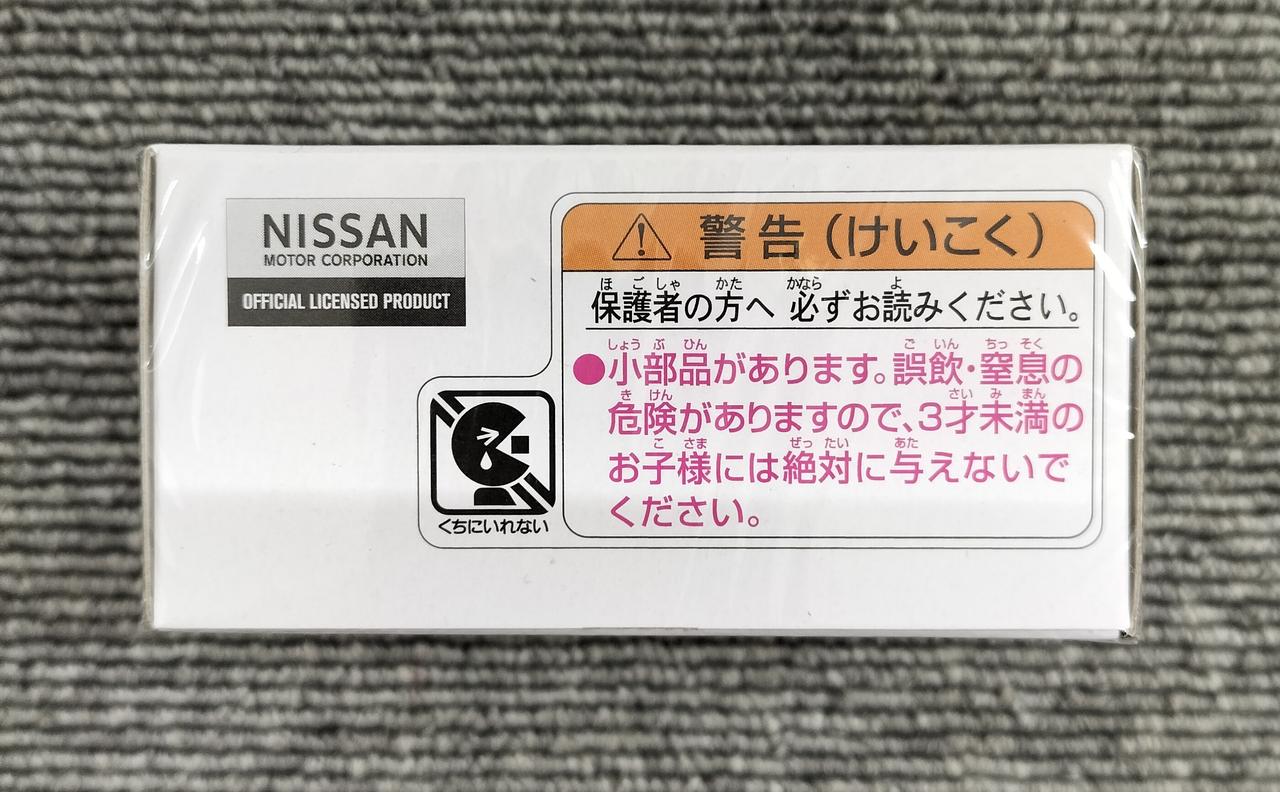 NISSAN
MOTOR CORPORATION
OFFICIAL LICENSED PRODUCT
警告(けいこく)
ほごしゃ かた かなら よ
保護者の方へ 必ずお読みください。
しょうぶひん ごいん ちっそく
●小部品があります。誤飲・窒息の
きけん さいみまん
危険がありますので、3才未満の
こさま ぜったい あた
お子様には絶対に与えないで
ください。
くちにいれない